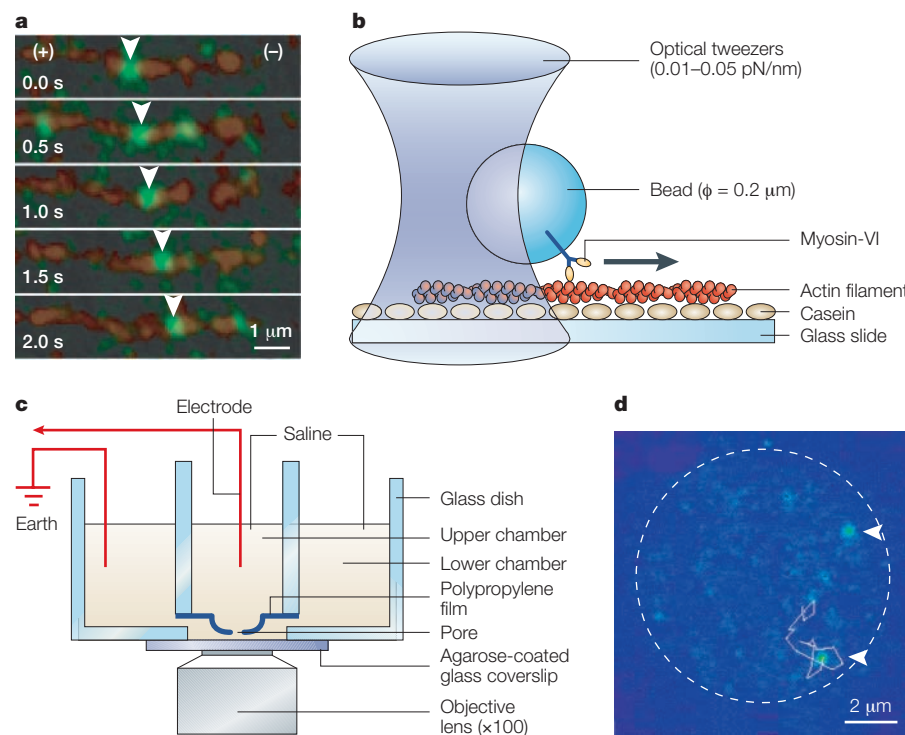 a
(+)
(−)
0.0 s
0.5 s
1.0 s
1.5 s
2.0 s
1 μm
b
Optical tweezers
(0.01–0.05 pN/nm)
Bead (ϕ = 0.2 μm)
Myosin-VI
Actin filament
Casein
Glass slide
c
Electrode
Saline
Earth
Glass dish
Upper chamber
Lower chamber
Polypropylene
film
Pore
Agarose-coated
glass coverslip
Objective
lens (×100)
d
2 μm